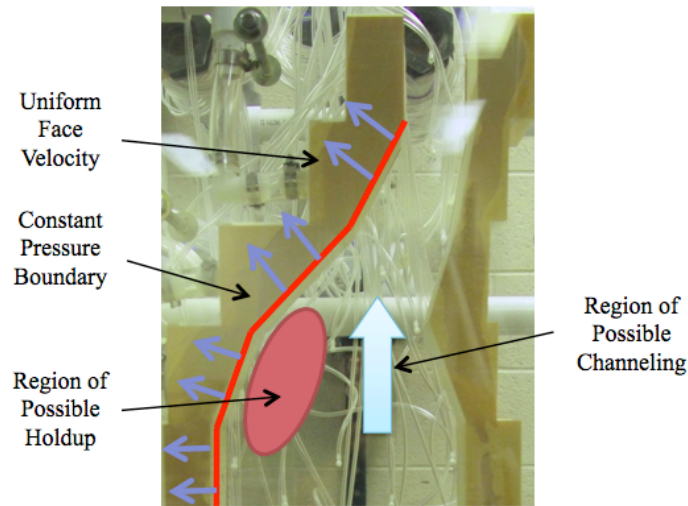 Uniform
Face
Velocity
Constant
Pressure
Boundary
Region of
Possible
Holdup
Region of
Possible
Channeling